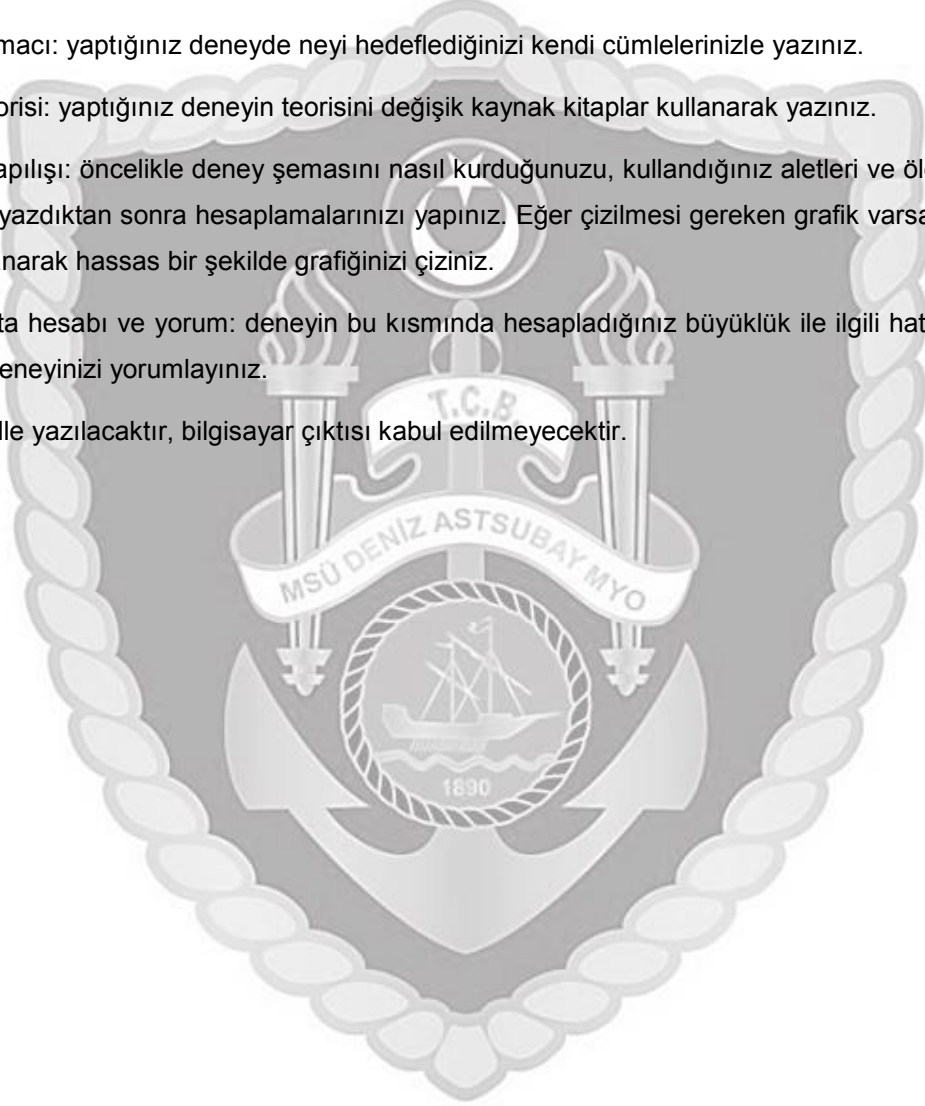 macı: yaptığınız deneyde neyi hedeflediğinizi kendi cümlelerinizle yazınız.
orisi: yaptığınız deneyin teorisini değişik kaynak kitaplar kullanarak yazınız.
apılışı: öncelikle deney şemasını nasıl kurduğunuzu, kullandığınız aletleri ve öl
yazdıktan sonra hesaplamalarınızı yapınız. Eğer çizilmesi gereken grafik varsa
narak hassas bir şekilde grafiğinizi çiziniz.
ta hesabı ve yorum: deneyin bu kısmında hesapladığınız büyüklük ile ilgili hat
eneyinizi yorumlayınız.
lle yazılacaktır, bilgisayar çıktısı kabul edilmeyecektir.
T.C.B.
MSÜ DENİZ ASTSUBAY MYO
1890